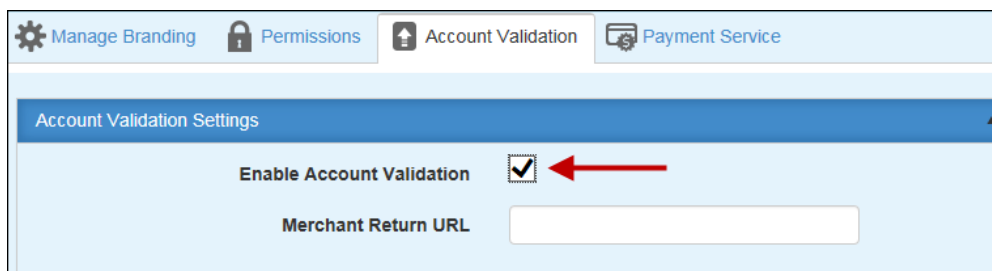 Manage Branding Permissions Account Validation Payment Service
Account Validation Settings
Enable Account Validation
Merchant Return URL